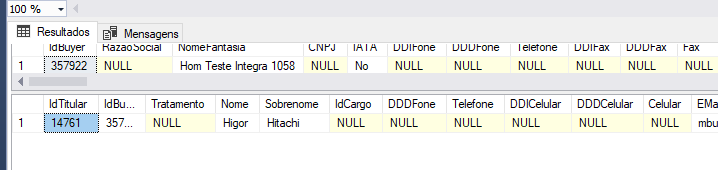 100 %
Resultados Mensagens
IdBuyer RazaoSocial NomeFantasia CNPJ IATA DDIFone DDDFone Telefone DDIFax DDDFax Fax
1 357922 NULL Hom Teste Integra 1058 NULL No NULL NULL NULL NULL NULL NULL
IdTitular IdBu... Tratamento Nome Sobrenome IdCargo DDDFone Telefone DDICelular DDDCelular Celular EMa
1 14761 357... NULL Higor Hitachi NULL NULL NULL NULL NULL NULL mbu